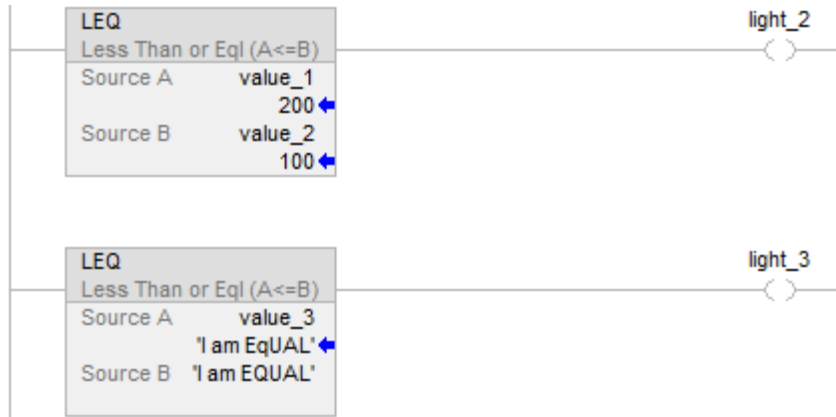 LEQ
light_2
Less Than or Eql (A<=B)
Source A value_1
200
Source B value_2
100
LEQ
light_3
Less Than or Eql (A<=B)
Source A value_3
'I am EqUAL'
Source B 'I am EQUAL'